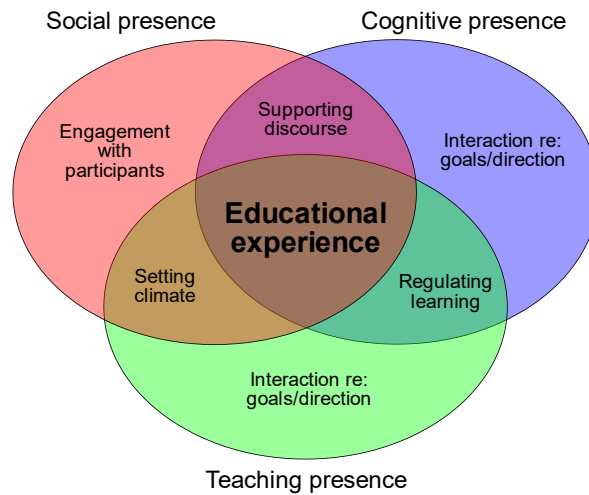 Social presence
Cognitive presence
Supporting
discourse
Engagement
with
participants
Interaction re:
goals/direction
Educational
experience
Setting
climate
Regulating
learning
Interaction re:
goals/direction
Teaching presence